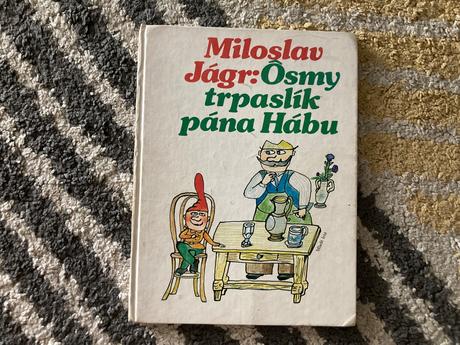 Miloslav
Jágr: Ôsmy
trpaslík
pána Hábu